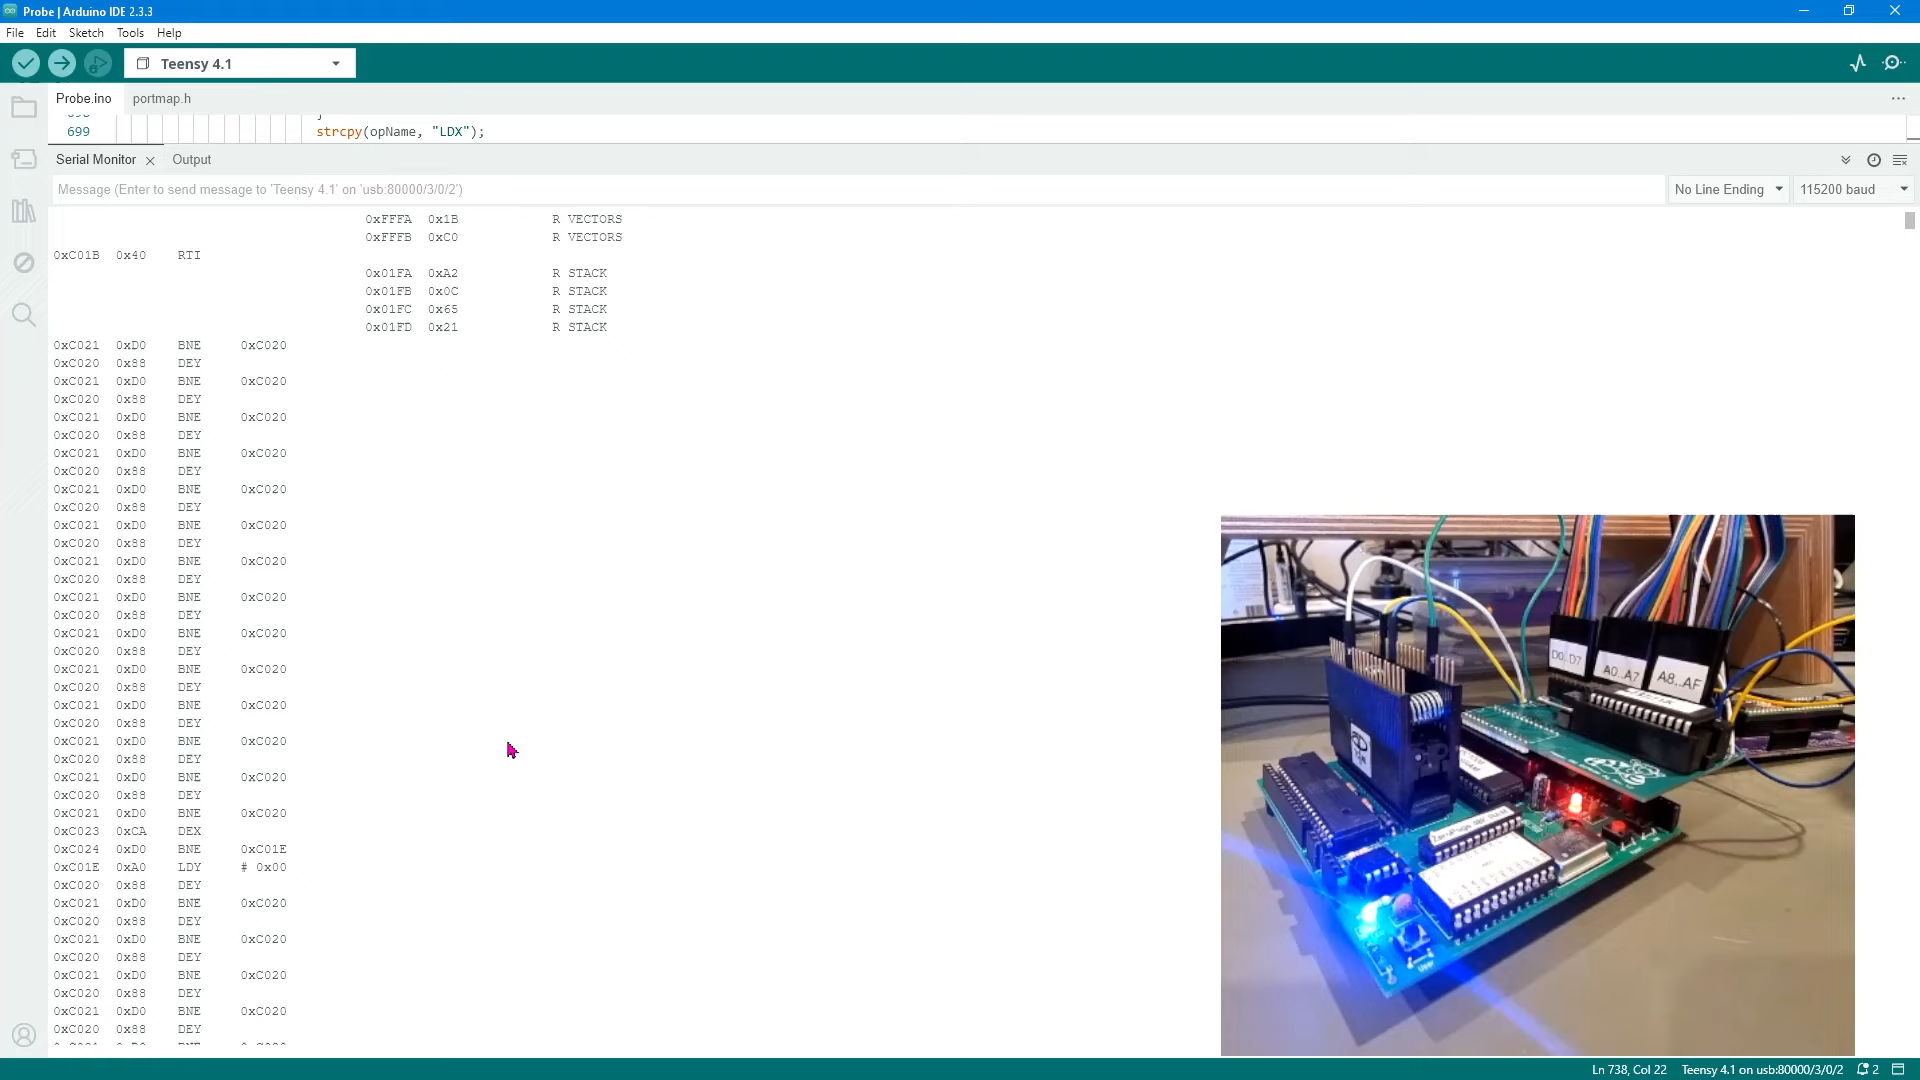 Probe | Arduino IDE 2.3.3
File Edit Sketch Tools Help
Teensy 4.1
Probe.ino portmap.h
698 }
699 strcpy(opName, "LDX");
Serial Monitor Output
Message (Enter to send message to 'Teensy 4.1' on 'usb:80000/3/0/2')
No Line Ending
115200 baud
0xFFFA 0x1B R VECTORS
0xFFFB 0xC0 R VECTORS
0xC01B 0x40 RTI
0x01FA 0xA2 R STACK
0x01FB 0x0C R STACK
0x01FC 0x65 R STACK
0x01FD 0x21 R STACK
0xC021 0xD0 BNE 0xC020
0xC020 0x88 DEY
0xC021 0xD0 BNE 0xC020
0xC020 0x88 DEY
0xC021 0xD0 BNE 0xC020
0xC020 0x88 DEY
0xC021 0xD0 BNE 0xC020
0xC020 0x88 DEY
0xC021 0xD0 BNE 0xC020
0xC020 0x88 DEY
0xC021 0xD0 BNE 0xC020
0xC020 0x88 DEY
0xC021 0xD0 BNE 0xC020
0xC020 0x88 DEY
0xC021 0xD0 BNE 0xC020
0xC020 0x88 DEY
0xC021 0xD0 BNE 0xC020
0xC020 0x88 DEY
0xC021 0xD0 BNE 0xC020
0xC020 0x88 DEY
0xC021 0xD0 BNE 0xC020
0xC020 0x88 DEY
0xC021 0xD0 BNE 0xC020
0xC020 0x88 DEY
0xC021 0xD0 BNE 0xC020
0xC020 0x88 DEY
0xC021 0xD0 BNE 0xC020
0xC023 0xCA DEX
0xC024 0xD0 BNE 0xC01E
0xC01E 0xA0 LDY # 0x00
0xC020 0x88 DEY
0xC021 0xD0 BNE 0xC020
0xC020 0x88 DEY
0xC021 0xD0 BNE 0xC020
0xC020 0x88 DEY
0xC021 0xD0 BNE 0xC020
0xC020 0x88 DEY
0xC021 0xD0 BNE 0xC020
0xC020 0x88 DEY
0xC021 0xD0 BNE 0xC020
D0..D7
A0..A7
A8..AF
User
Ln 738, Col 22 Teensy 4.1 on usb:80000/3/0/2 2